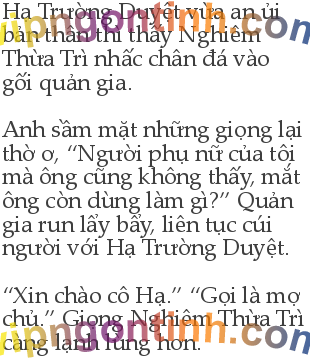 Hạ Trường Duyệt vừa an ủi
bản thân thì thấy Nghiêm
Thừa Trì nhấc chân đá vào
gối quản gia.
Anh sầm mặt những giọng lại
thờ ơ, “Người phụ nữ của tôi
mà ông cũng không thấy, mắt
ông còn dùng làm gì?” Quản
gia run lẩy bẩy, liên tục cúi
người với Hạ Trường Duyệt.
“Xin chào cô Hạ.” “Gọi là mợ
chủ.” Giọng Nghiêm Thừa Trì
càng lạnh lùng hơn.
vipngontinh.com
vipngontinh.com